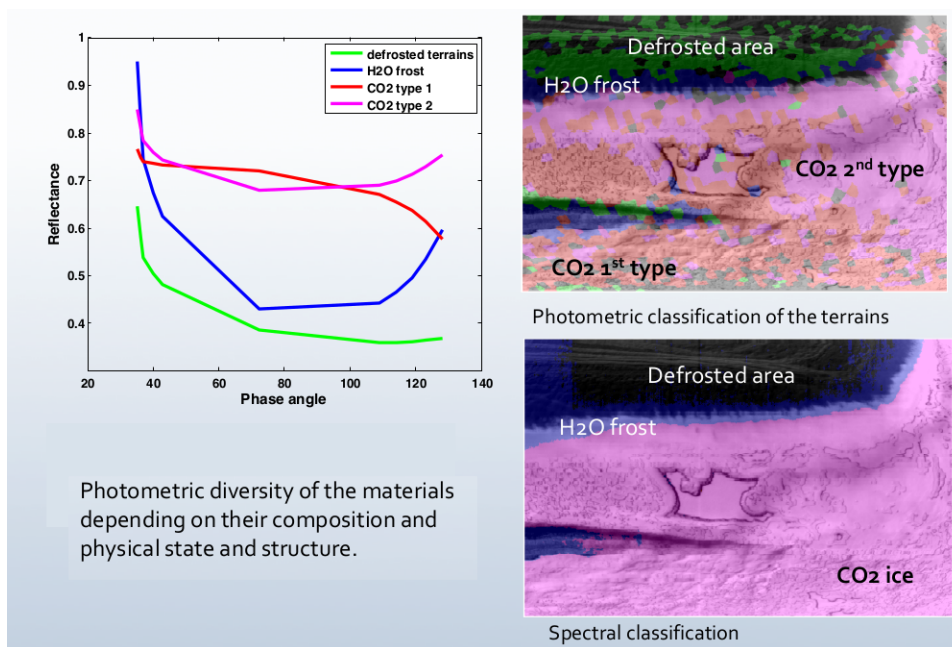 1
0.9
0.8
0.7
0.6
0.5
0.4
Reflectance
20 40 60 80 100 120 140
Phase angle
defrosted terrains
H2O frost
CO2 type 1
CO2 type 2
Defrosted area
H2O frost
CO2 2nd type
CO2 1st type
Photometric classification of the terrains
Defrosted area
H2O frost
CO2 ice
Spectral classification
Photometric diversity of the materials
depending on their composition and
physical state and structure.